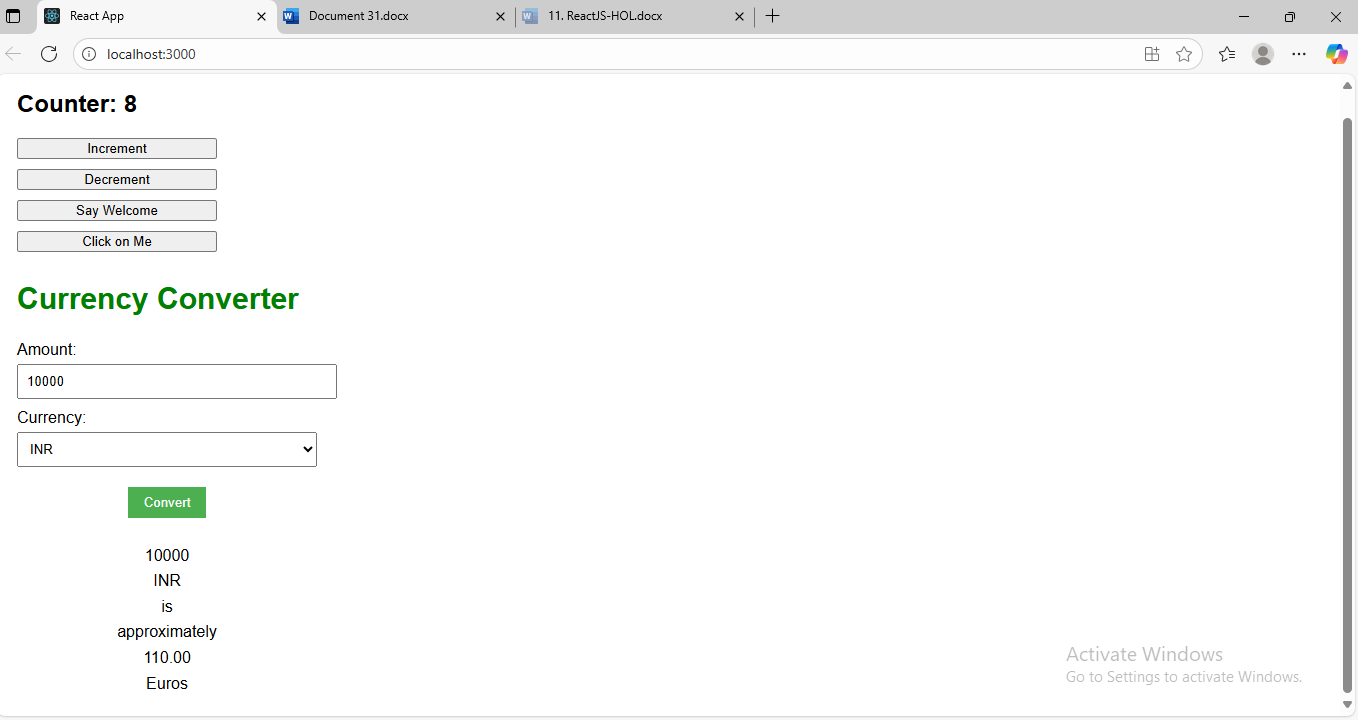 React App
Document 31.docx
11. ReactJS-HOL.docx
localhost:3000
Counter: 8
Increment
Decrement
Say Welcome
Click on Me
Currency Converter
Amount:
10000
Currency:
INR
Convert
10000
INR
is
approximately
110.00
Euros
Activate Windows
Go to Settings to activate Windows.